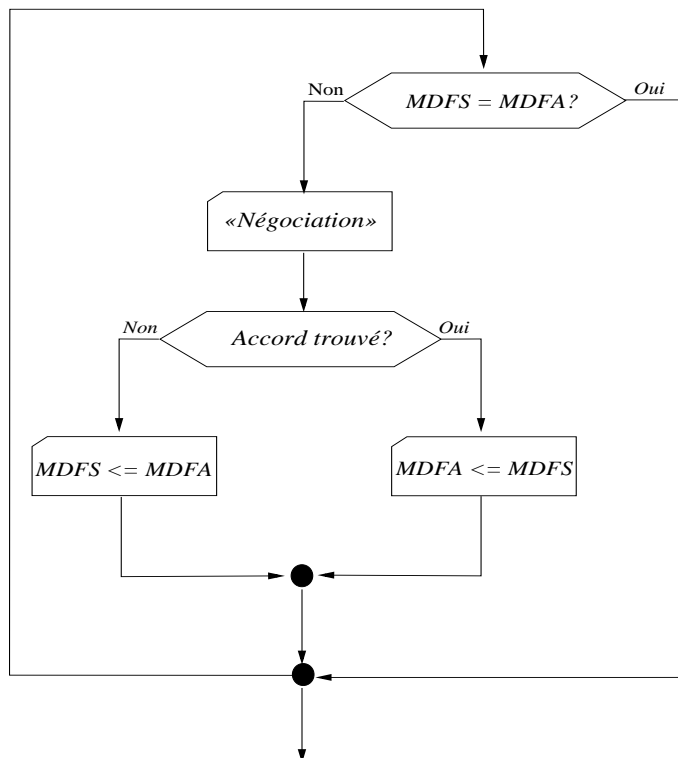 Non
MDFS = MDFA?
Oui
«Négociation»
Non
Accord trouvé?
Oui
MDFS <= MDFA
MDFA <= MDFS